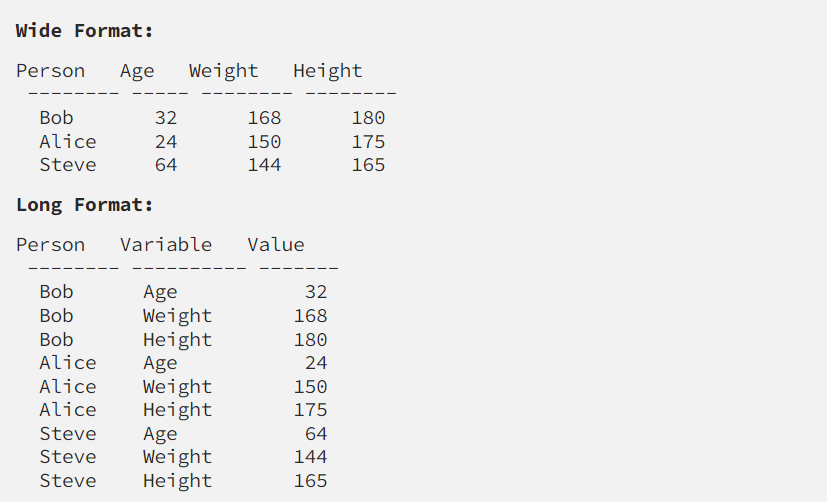 Wide Format:
Person   Age   Weight   Height
 -------- ----- -------- --------
  Bob       32      168      180
  Alice     24      150      175
  Steve     64      144      165
Long Format:
Person   Variable   Value
 -------- ---------- -------
  Bob      Age           32
  Bob      Weight       168
  Bob      Height       180
  Alice    Age           24
  Alice    Weight       150
  Alice    Height       175
  Steve    Age           64
  Steve    Weight       144
  Steve    Height       165